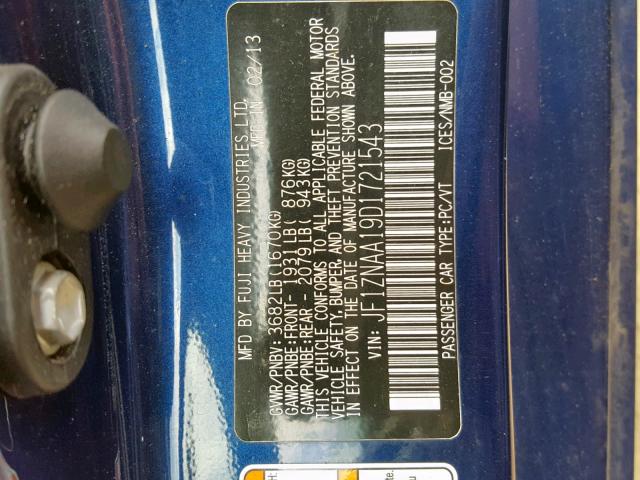 MFD BY FUJI HEAVY INDUSTRIES LTD.
MFD IN 02/13
GVWR/PNBV: 3682LB(1670KG)
GAWR/PNBE:FRONT- 1931LB( 876KG)
GAWR/PNBE:REAR - 2079LB( 943KG)
THIS VEHICLE CONFORMS TO ALL APPLICABLE FEDERAL MOTOR
VEHICLE SAFETY,BUMPER,AND THEFT PREVENTION STANDARDS
IN EFFECT ON THE DATE OF MANUFACTURE SHOWN ABOVE.
VIN: JF1ZNAA19D1721543
PASSENGER CAR TYPE:PC/VT ICES/NMB-002